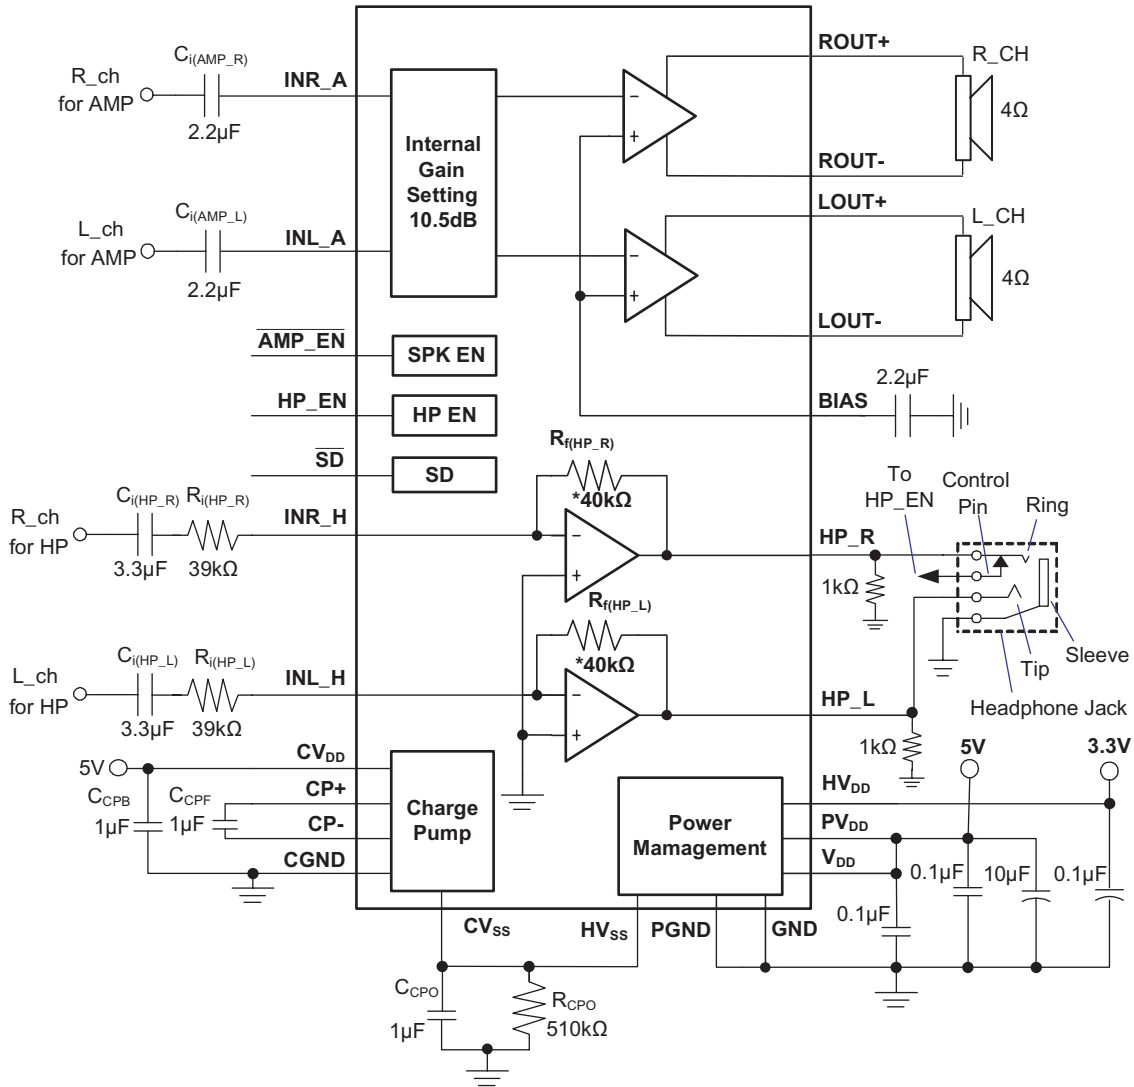 R_ch
for AMP
C_i(AMP_R)
2.2µF
INR_A
L_ch
for AMP
C_i(AMP_L)
2.2µF
INL_A
Internal
Gain
Setting
10.5dB
−
+
−
+
ROUT+
R_CH
4Ω
ROUT-
LOUT+
L_CH
4Ω
LOUT-
AMP_EN
SPK EN
HP_EN
HP EN
SD
SD
BIAS
2.2µF
R_ch
for HP
C_i(HP_R)
3.3µF
R_i(HP_R)
39kΩ
INR_H
R_f(HP_R)
*40kΩ
−
+
HP_R
1kΩ
To
HP_EN
Control
Pin
Ring
Tip
Sleeve
Headphone Jack
L_ch
for HP
C_i(HP_L)
3.3µF
R_i(HP_L)
39kΩ
INL_H
R_f(HP_L)
*40kΩ
−
+
HP_L
1kΩ
5V
CV_DD
C_CPB
1µF
C_CPF
1µF
CP+
CP-
CGND
Charge
Pump
Power
Mamagement
5V
3.3V
HV_DD
PV_DD
V_DD
0.1µF
0.1µF
10µF
0.1µF
CV_SS
HV_SS
PGND
GND
C_CPO
1µF
R_CPO
510kΩ